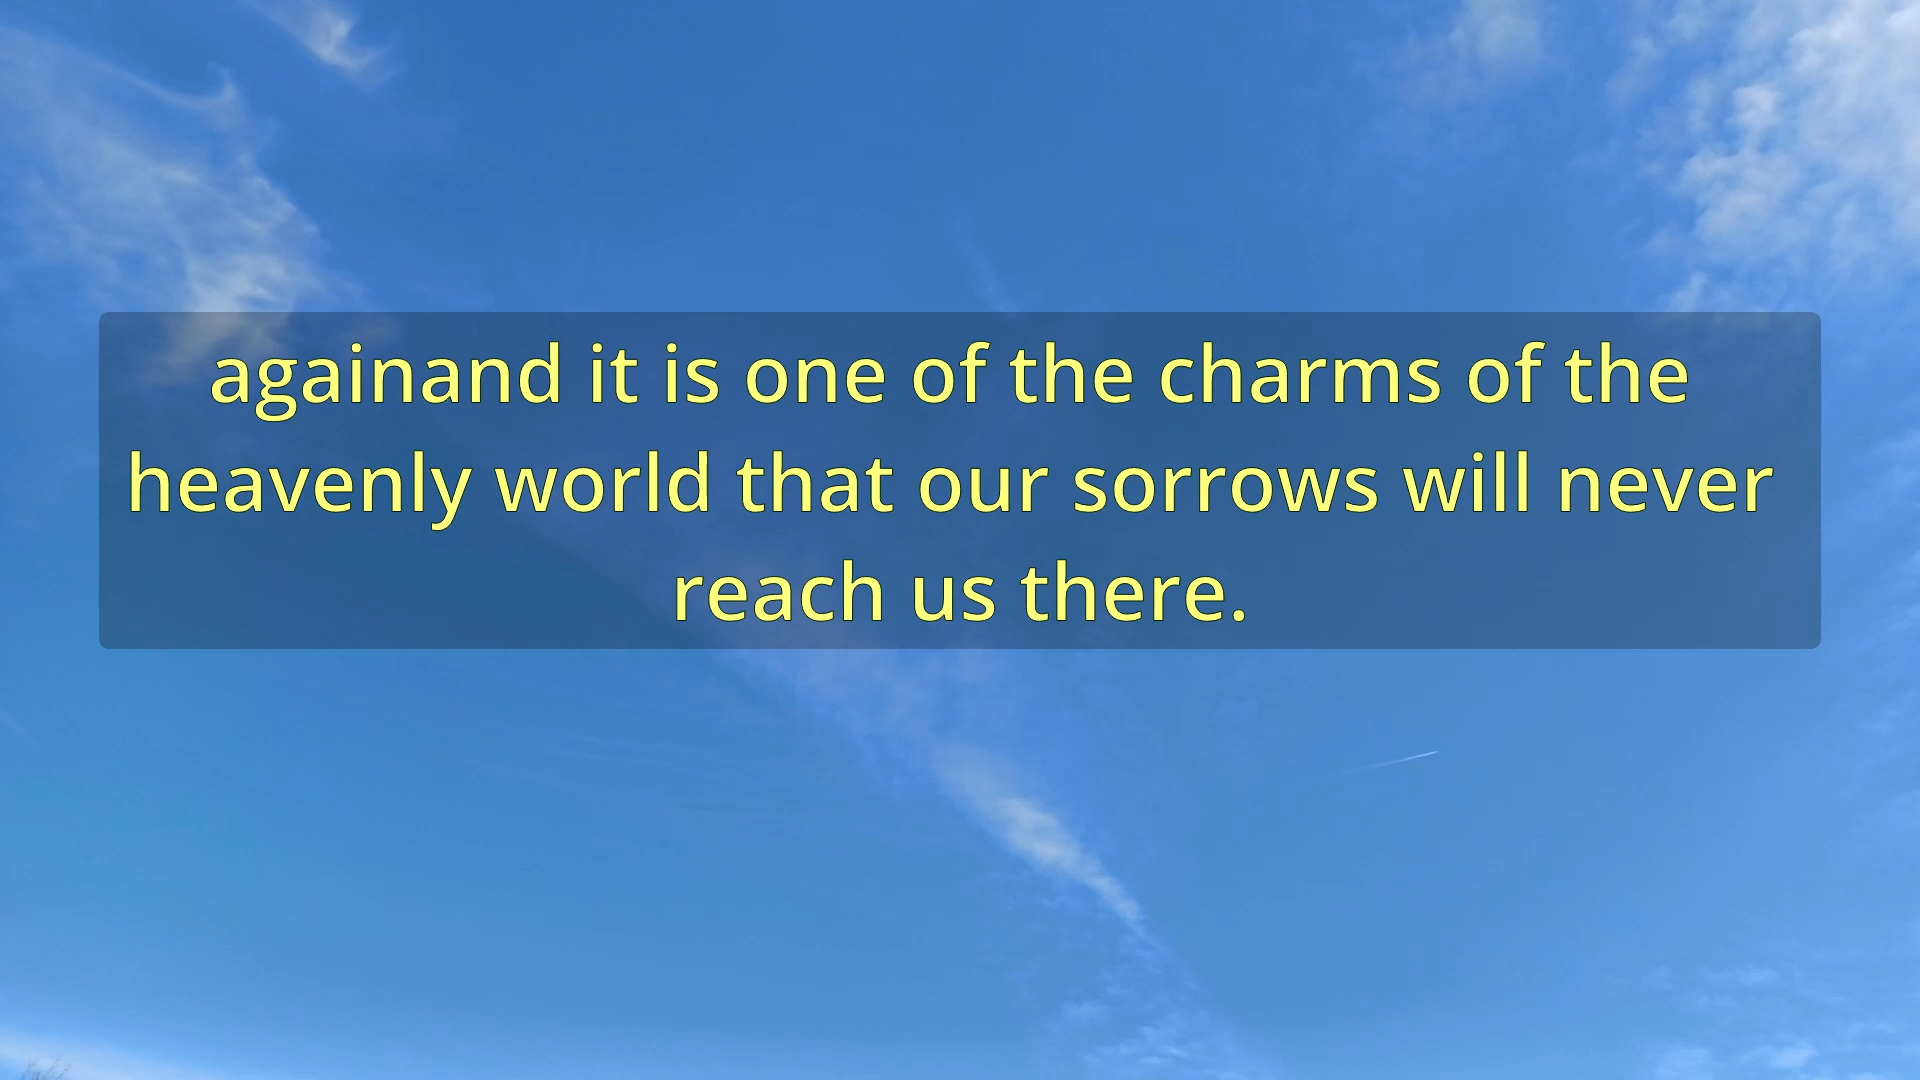 againand it is one of the charms of the
heavenly world that our sorrows will never
reach us there.